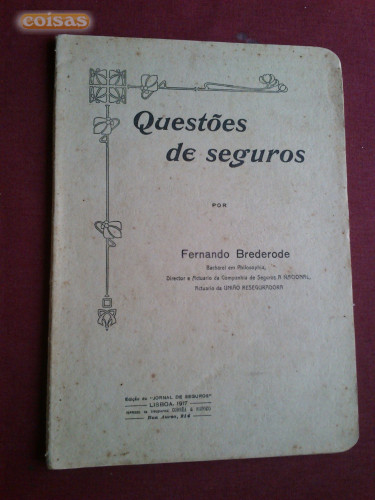 coisas
Questões
de seguros
POR
Fernando Brederode
Bacharel em Mathematica,
Director e Actuario da Companhia de Seguros A NACIONAL,
Actuario da UNIÃO RESEGURADORA
Edição do "JORNAL DE SEGUROS"
LISBOA, 1917